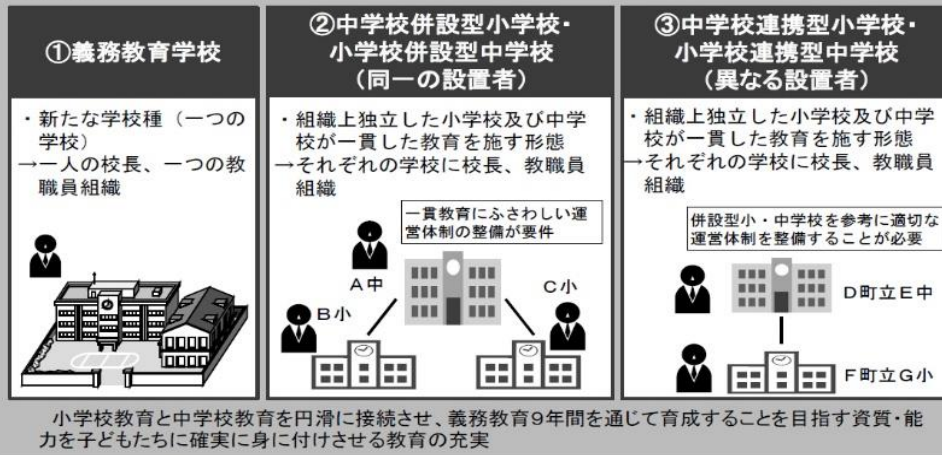 ①義務教育学校
・新たな学校種（一つの
学校）
→一人の校長、一つの教
職員組織
②中学校併設型小学校・
小学校併設型中学校
（同一の設置者）
・組織上独立した小学校及び中学
校が一貫した教育を施す形態
→それぞれの学校に校長、教職員
組織
一貫教育にふさわしい運
営体制の整備が要件
A中
B小
C小
③中学校連携型小学校・
小学校連携型中学校
（異なる設置者）
・組織上独立した小学校及び中学
校が一貫した教育を施す形態
→それぞれの学校に校長、教職員
組織
併設型小・中学校を参考に適切な
運営体制を整備することが必要
D町立E中
F町立G小
小学校教育と中学校教育を円滑に接続させ、義務教育9年間を通じて育成することを目指す資質・能
力を子どもたちに確実に身に付けさせる教育の充実